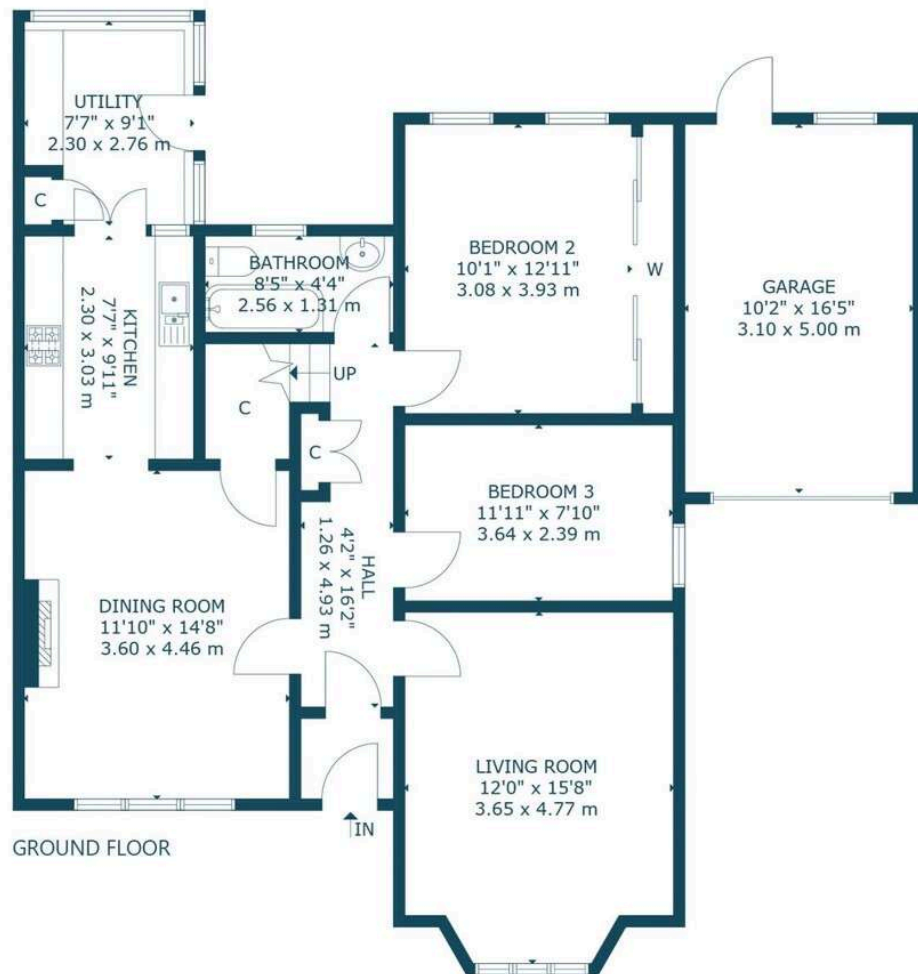 UTILITY
7'7" x 9'1"
2.30 x 2.76 m
C
BATHROOM
8'5" x 4'4"
2.56 x 1.31 m
BEDROOM 2
10'1" x 12'11"
3.08 x 3.93 m
W
GARAGE
10'2" x 16'5"
3.10 x 5.00 m
KITCHEN
7'7" x 9'11"
2.30 x 3.03 m
UP
C
C
BEDROOM 3
11'11" x 7'10"
3.64 x 2.39 m
HALL
4'2" x 16'2"
1.26 x 4.93 m
DINING ROOM
11'10" x 14'8"
3.60 x 4.46 m
LIVING ROOM
12'0" x 15'8"
3.65 x 4.77 m
IN
GROUND FLOOR